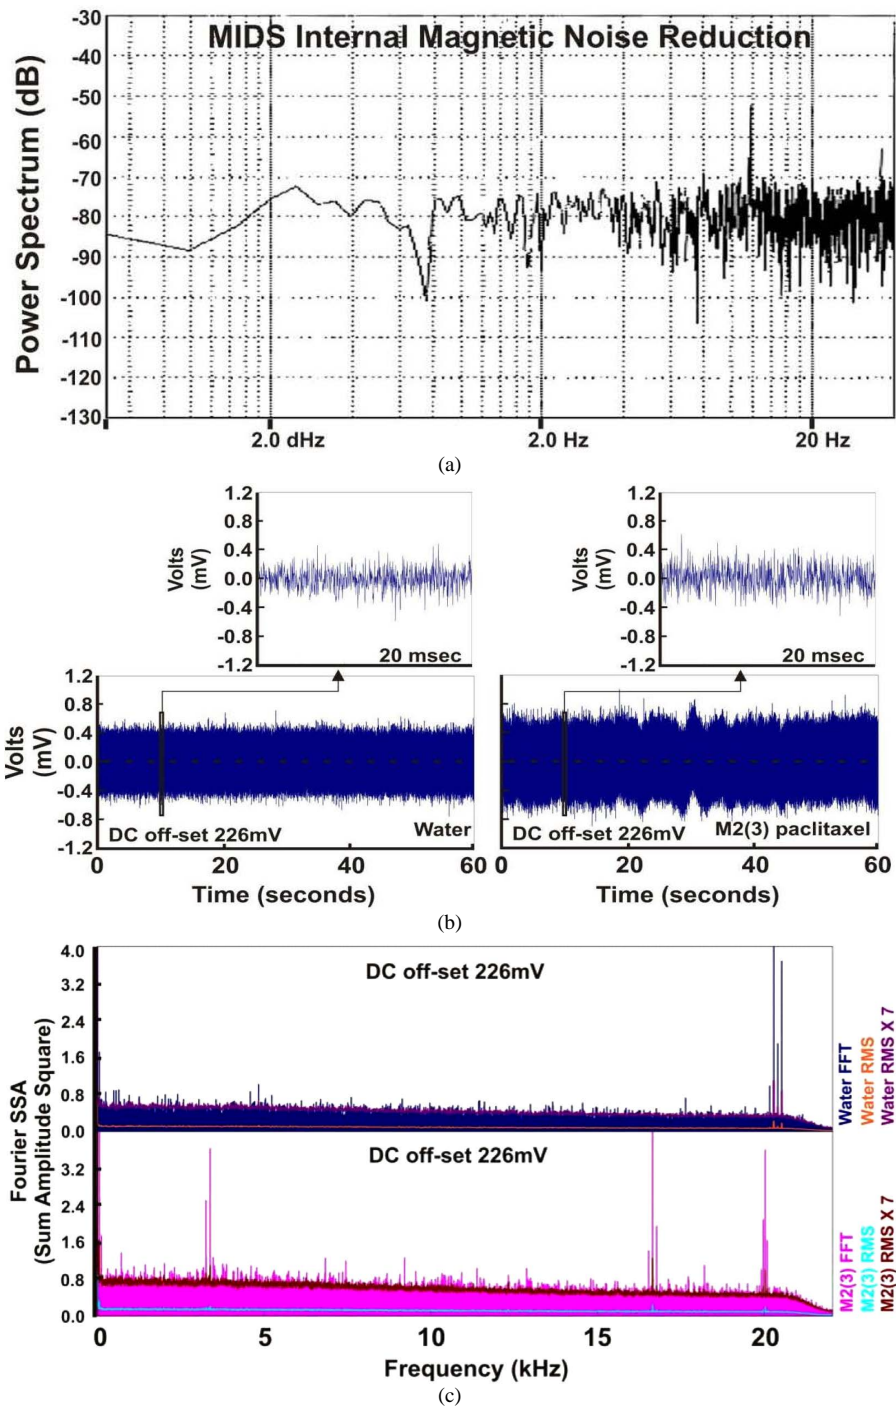 MIDS Internal Magnetic Noise Reduction
Power Spectrum (dB)
-30
-40
-50
-60
-70
-80
-90
-100
-110
-120
-130
2.0 dHz
2.0 Hz
20 Hz
(a)
Volts
(mV)
1.2
0.8
0.4
0.0
-0.4
-0.8
-1.2
20 msec
Volts
(mV)
1.2
0.8
0.4
0.0
-0.4
-0.8
-1.2
20 msec
Volts
(mV)
1.2
0.8
0.4
0.0
-0.4
-0.8
-1.2
DC off-set 226mV
Water
0
20
40
60
Time (seconds)
DC off-set 226mV
M2(3) paclitaxel
0
20
40
60
Time (seconds)
(b)
Fourier SSA
(Sum Amplitude Square)
4.0
3.2
2.4
1.6
0.8
0.0
DC off-set 226mV
Water FFT
Water RMS
Water RMS X 7
3.2
2.4
1.6
0.8
0.0
DC off-set 226mV
M2(3) FFT
M2(3) RMS
M2(3) RMS X 7
0
5
10
15
20
Frequency (kHz)
(c)